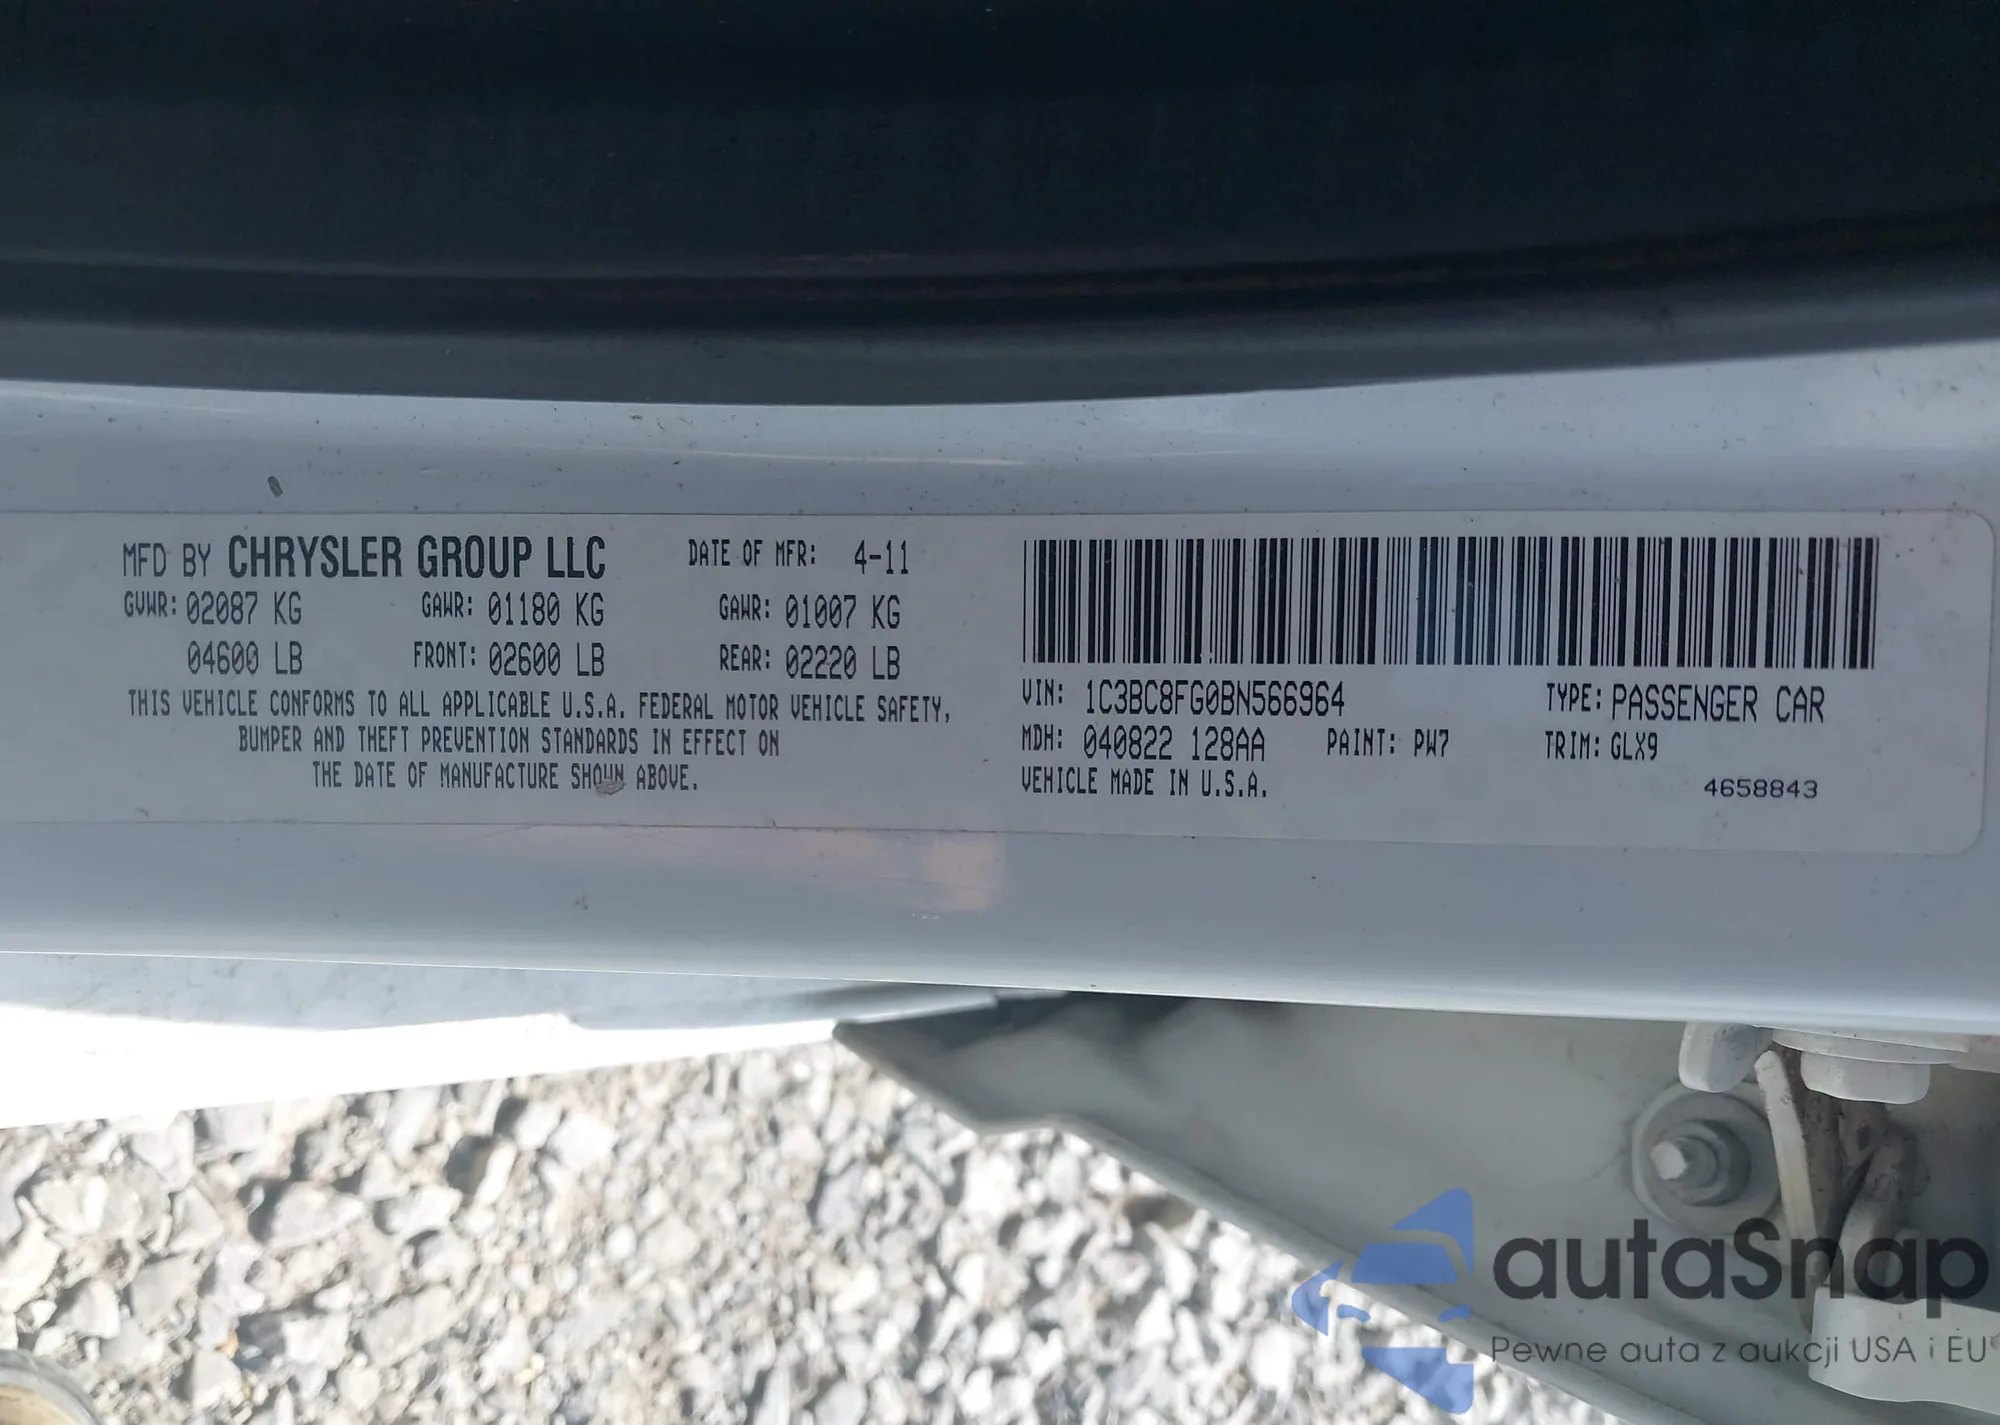 MFD BY CHRYSLER GROUP LLC DATE OF MFR: 4-11
GVWR: 02087 KG GAWR: 01180 KG GAWR: 01007 KG
04600 LB FRONT: 02600 LB REAR: 02220 LB
THIS VEHICLE CONFORMS TO ALL APPLICABLE U.S.A. FEDERAL MOTOR VEHICLE SAFETY,
BUMPER AND THEFT PREVENTION STANDARDS IN EFFECT ON
THE DATE OF MANUFACTURE SHOWN ABOVE.
VIN: 1C3BC8FG0BN566964 TYPE: PASSENGER CAR
MDH: 040822 128AA PAINT: PW7 TRIM: GLX9
VEHICLE MADE IN U.S.A.
4658843
autaSnap
Pewne auta z aukcji USA i EU